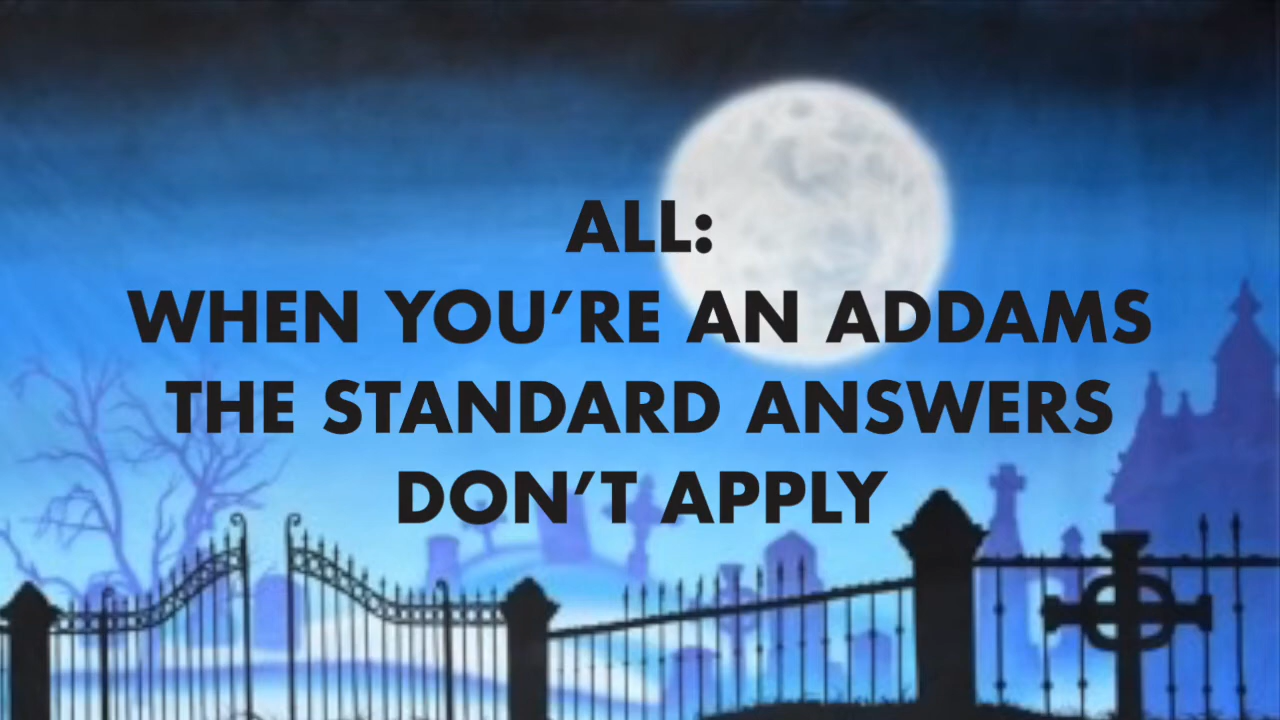 ALL:
WHEN YOU’RE AN ADDAMS
THE STANDARD ANSWERS
DON’T APPLY